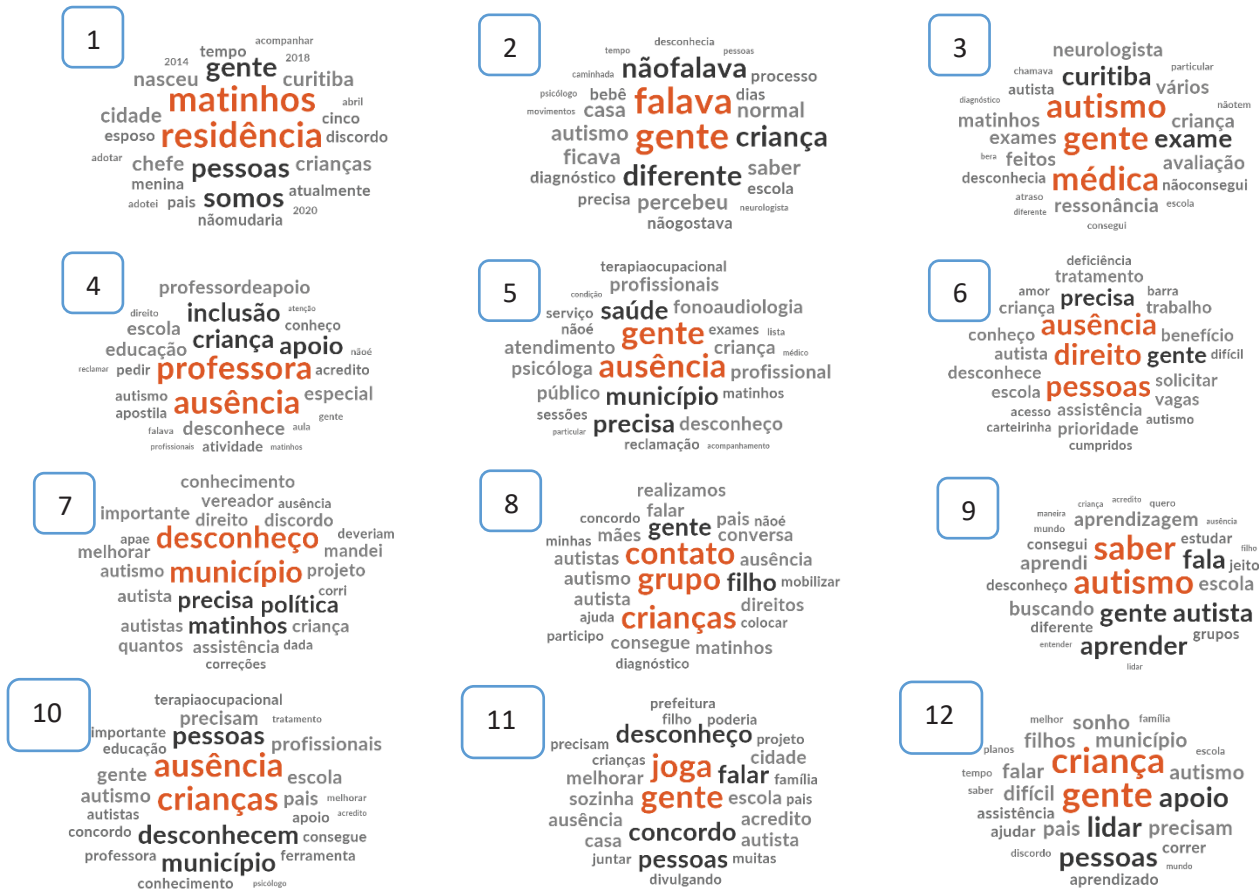 1
acompanhar
tempo
2014 gente 2018
nasceu curitiba
matinhos abril
cidade cinco
esposo residência discordo
adotar chefe pessoas crianças
menina atualmente
adotei pais somos 2020
nãomudaria
2
desconhecia
tempo pessoas
nãofalava
caminhada processo
psicólogo bebê falava dias
movimentos casa normal
autismo gente criança
ficava saber
diagnóstico diferente escola
precisa percebeu neurologista
nãogostava
3
neurologista
chamava curitiba particular
autista vários
diagnóstico autismo nãotem
matinhos criança
exames gente exame
bera feitos avaliação
desconhecia médica nãoconsegui
atraso ressonância escola
diferente
consegui
4
professordeapoio
direito inclusão atenção
escola criança conheço
educação apoio nãoé
reclamar pedir professora acredito
autismo ausência especial
apostila gente
falava desconhece aula
profissionais atividade matinhos
5
terapiaocupacional
condição profissionais
serviço saúde fonoaudiologia
nãoé gente exames lista
atendimento criança médico
psicóloga ausência profissional
público município matinhos
sessões precisa desconheço
particular
reclamação acompanhamento
6
deficiência
tratamento
amor precisa barra
criança trabalho
ausência
conheço benefício
autista direito gente difícil
desconhece pessoas solicitar
escola vagas
acesso assistência autismo
carteirinha prioridade
cumpridos
7
conhecimento
vereador ausência
importante direito discordo
apae desconheço deveriam
melhorar mandei
autismo município projeto
autista precisa política corri
autistas matinhos criança
quantos assistência dada
correções
8
realizamos
falar
concordo gente pais nãoé
minhas mães conversa
autistas contato ausência
autismo grupo filho mobilizar
autista direitos
ajuda crianças colocar
participo consegue matinhos
diagnóstico
9
criança acredito quero
maneira aprendizagem ausência
mundo estudar
consegui saber fala filho
aprendi jeito
desconheço autismo escola
buscando gente autista
diferente grupos
entender aprender
lidar
10
terapiaocupacional
precisam tratamento
importante pessoas
educação profissionais
ausência
gente escola
autismo crianças pais melhorar
autistas apoio acredito
concordo desconhecem consegue
professora município ferramenta
conhecimento psicólogo
11
prefeitura
filho poderia
precisam desconheço projeto
crianças joga cidade
melhorar falar família
sozinha gente escola pais
ausência acredito
casa concordo autista
juntar pessoas muitas
divulgando
12
melhor sonho família
filhos município
planos criança escola
tempo falar autismo
saber difícil gente apoio
assistência
ajudar pais lidar precisam
discordo pessoas correr
mundo
aprendizado